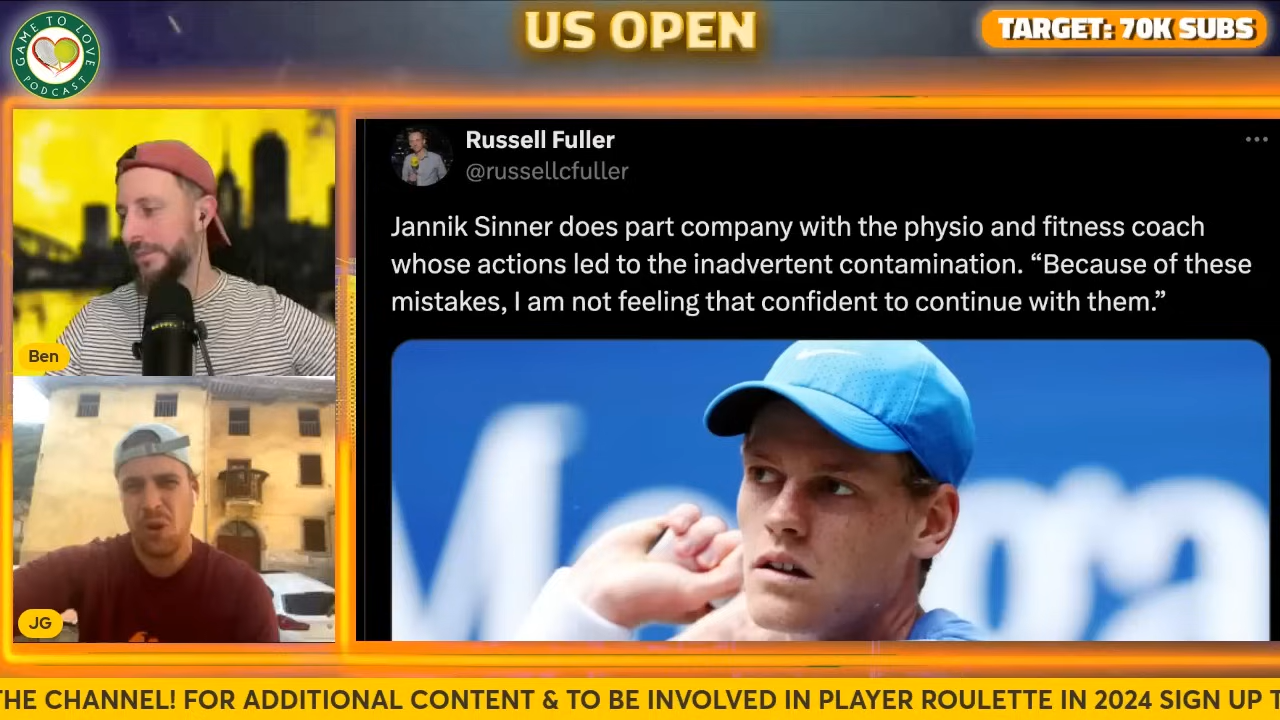 GAME TO LOVE
PODCAST
US OPEN
TARGET: 70K SUBS
Russell Fuller
@russellcfuller
Jannik Sinner does part company with the physio and fitness coach
whose actions led to the inadvertent contamination. “Because of these
mistakes, I am not feeling that confident to continue with them.”
Ben
JG
THE CHANNEL! FOR ADDITIONAL CONTENT & TO BE INVOLVED IN PLAYER ROULETTE IN 2024 SIGN UP T